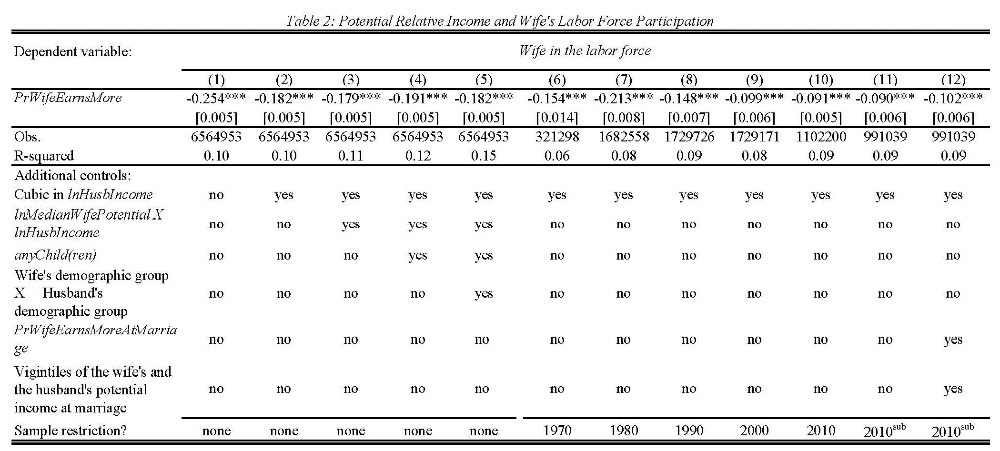 Table 2: Potential Relative Income and Wife's Labor Force Participation
Dependent variable: Wife in the labor force
(1) (2) (3) (4) (5) (6) (7) (8) (9) (10) (11) (12)
PrWifeEarnsMore -0.254*** -0.182*** -0.179*** -0.191*** -0.182*** -0.154*** -0.213*** -0.148*** -0.099*** -0.091*** -0.090*** -0.102***
[0.005] [0.005] [0.005] [0.005] [0.005] [0.014] [0.008] [0.007] [0.006] [0.005] [0.006] [0.006]
Obs. 6564953 6564953 6564953 6564953 6564953 321298 1682558 1729726 1729171 1102200 991039 991039
R-squared 0.10 0.10 0.11 0.12 0.15 0.06 0.08 0.09 0.08 0.09 0.09 0.09
Additional controls:
Cubic in lnHusbIncome no yes yes yes yes yes yes yes yes yes yes yes
lnMedianWifePotential X
lnHusbIncome no no yes yes yes no no no no no no no
anyChild(ren) no no no yes yes no no no no no no no
Wife's demographic group
X Husband's no no no no yes no no no no no no no
demographic group
PrWifeEarnsMoreAtMarria
ge no no no no no no no no no no no yes
Vigintiles of the wife's and
the husband's potential no no no no no no no no no no no yes
income at marriage
Sample restriction? none none none none none 1970 1980 1990 2000 2010 2010sub 2010sub